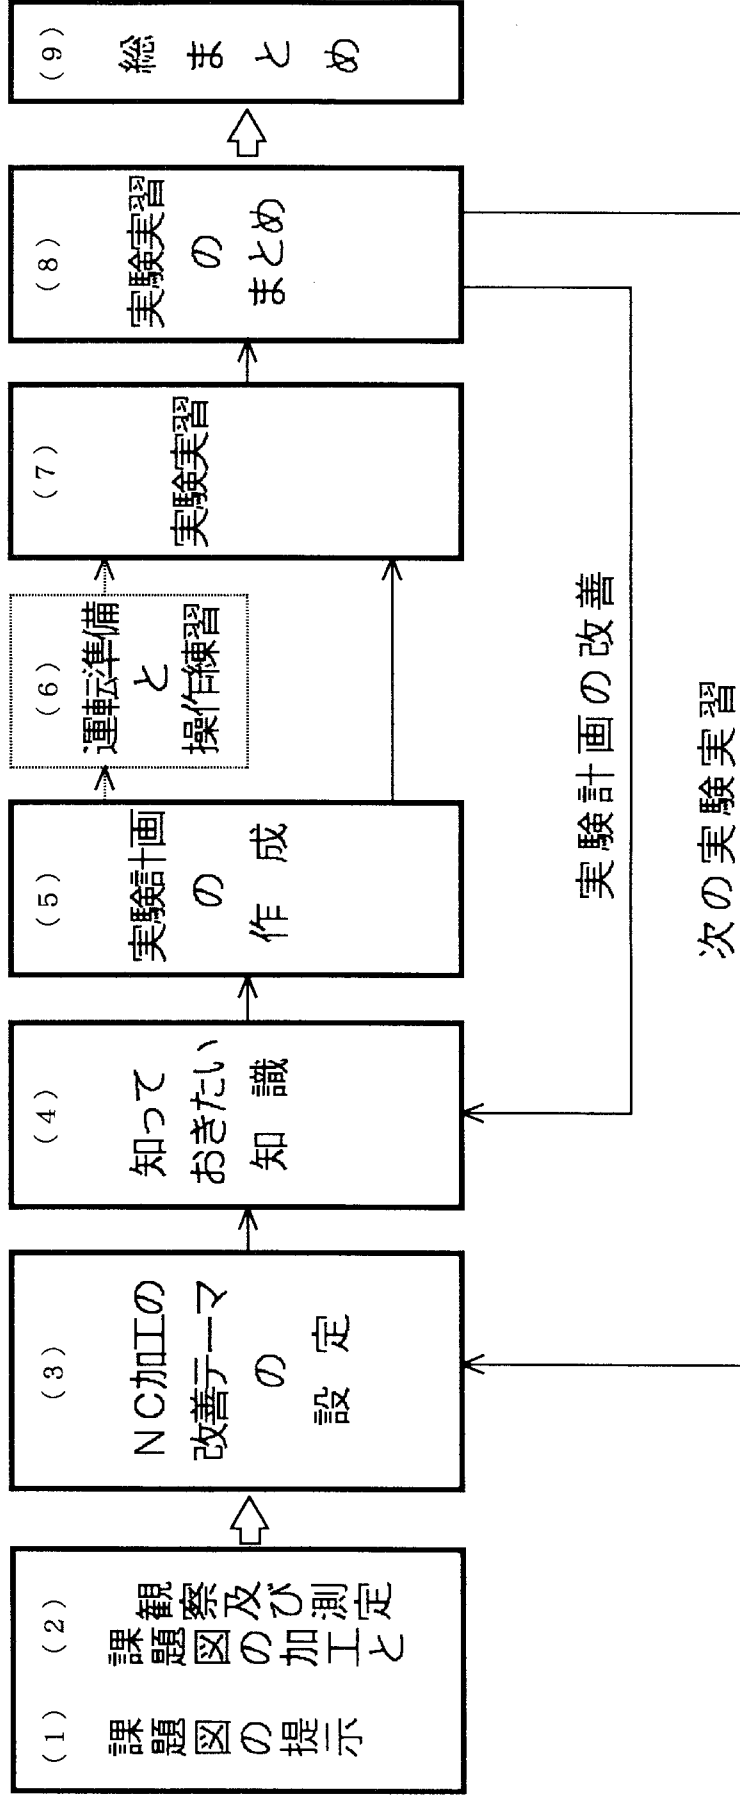 (1)
課題図の提示
(2)
課題図の加工と
観察及び測定
(3)
ＮＣ加工の
改善テーマ
の
設定
(4)
知って
おきたい
知識
(5)
実験計画
の
作成
(6)
運転準備
と
操作練習
(7)
実験実習
(8)
実験実習
の
まとめ
(9)
総まとめ
実験計画の改善
次の実験実習